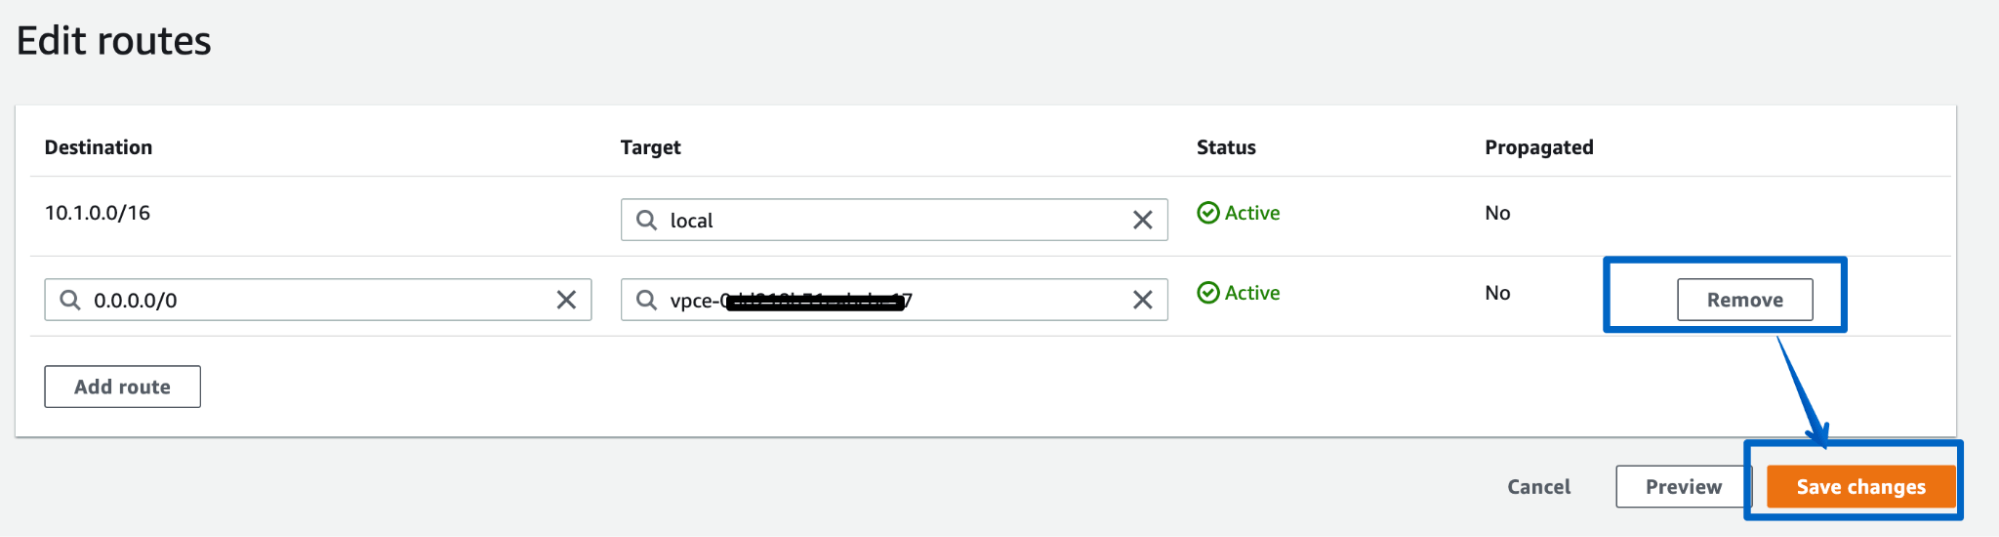 Edit routes
Destination Target Status Propagated
10.1.0.0/16 local Active No
0.0.0.0/0 vpce-0 7 Active No Remove
Add route
Cancel Preview Save changes